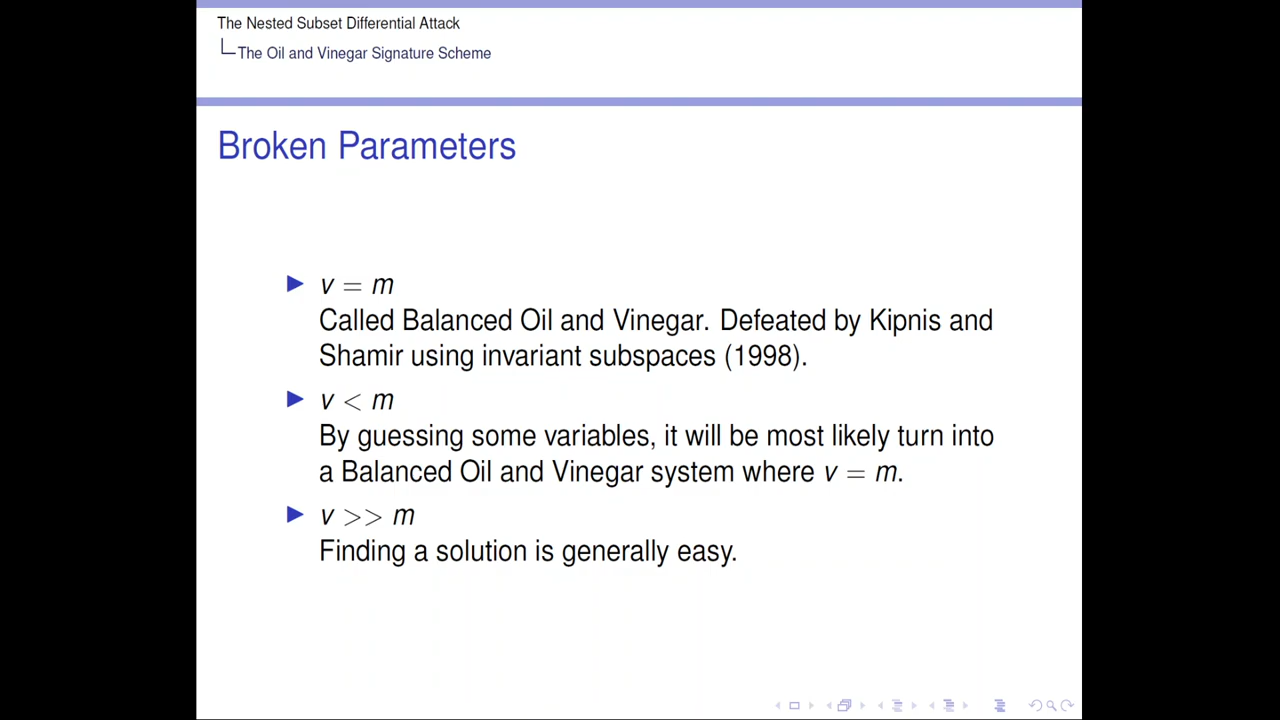 The Nested Subset Differential Attack
The Oil and Vinegar Signature Scheme
Broken Parameters
v = m
Called Balanced Oil and Vinegar. Defeated by Kipnis and
Shamir using invariant subspaces (1998).
v < m
By guessing some variables, it will be most likely turn into
a Balanced Oil and Vinegar system where v = m.
v >> m
Finding a solution is generally easy.